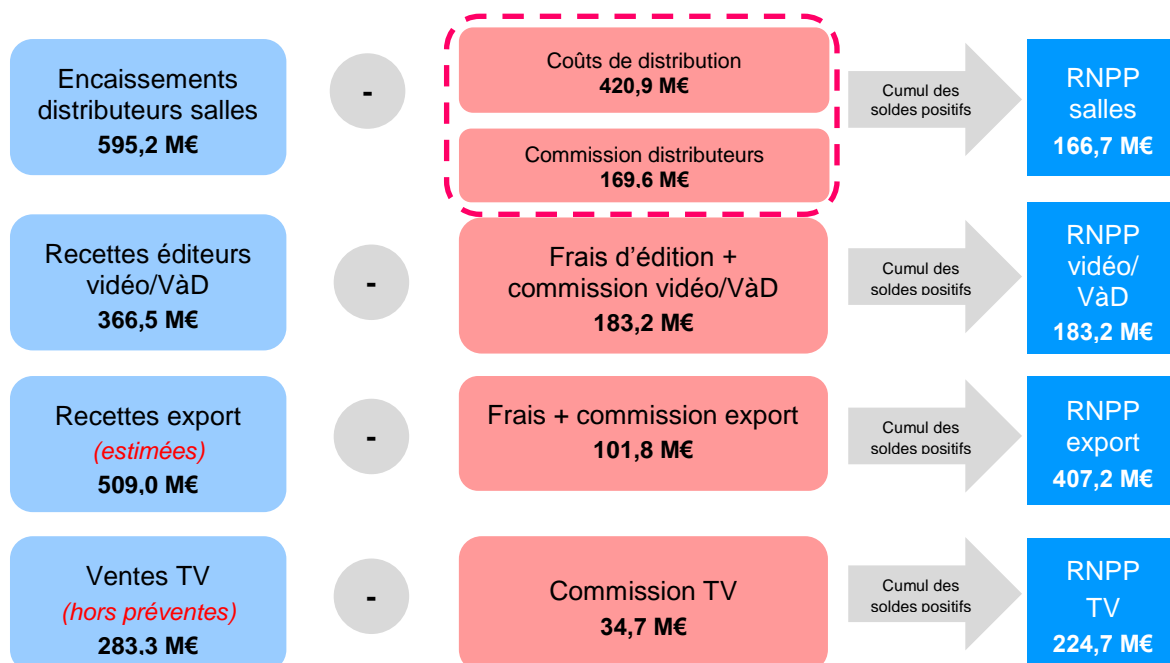 Encaissements
distributeurs salles
595,2 M€
-
Coûts de distribution
420,9 M€
Commission distributeurs
169,6 M€
Cumul des
soldes positifs
RNPP
salles
166,7 M€
Recettes éditeurs
vidéo/VàD
366,5 M€
-
Frais d’édition +
commission vidéo/VàD
183,2 M€
Cumul des
soldes positifs
RNPP
vidéo/
VàD
183,2 M€
Recettes export
(estimées)
509,0 M€
-
Frais + commission export
101,8 M€
Cumul des
soldes positifs
RNPP
export
407,2 M€
Ventes TV
(hors préventes)
283,3 M€
-
Commission TV
34,7 M€
Cumul des
soldes positifs
RNPP
TV
224,7 M€